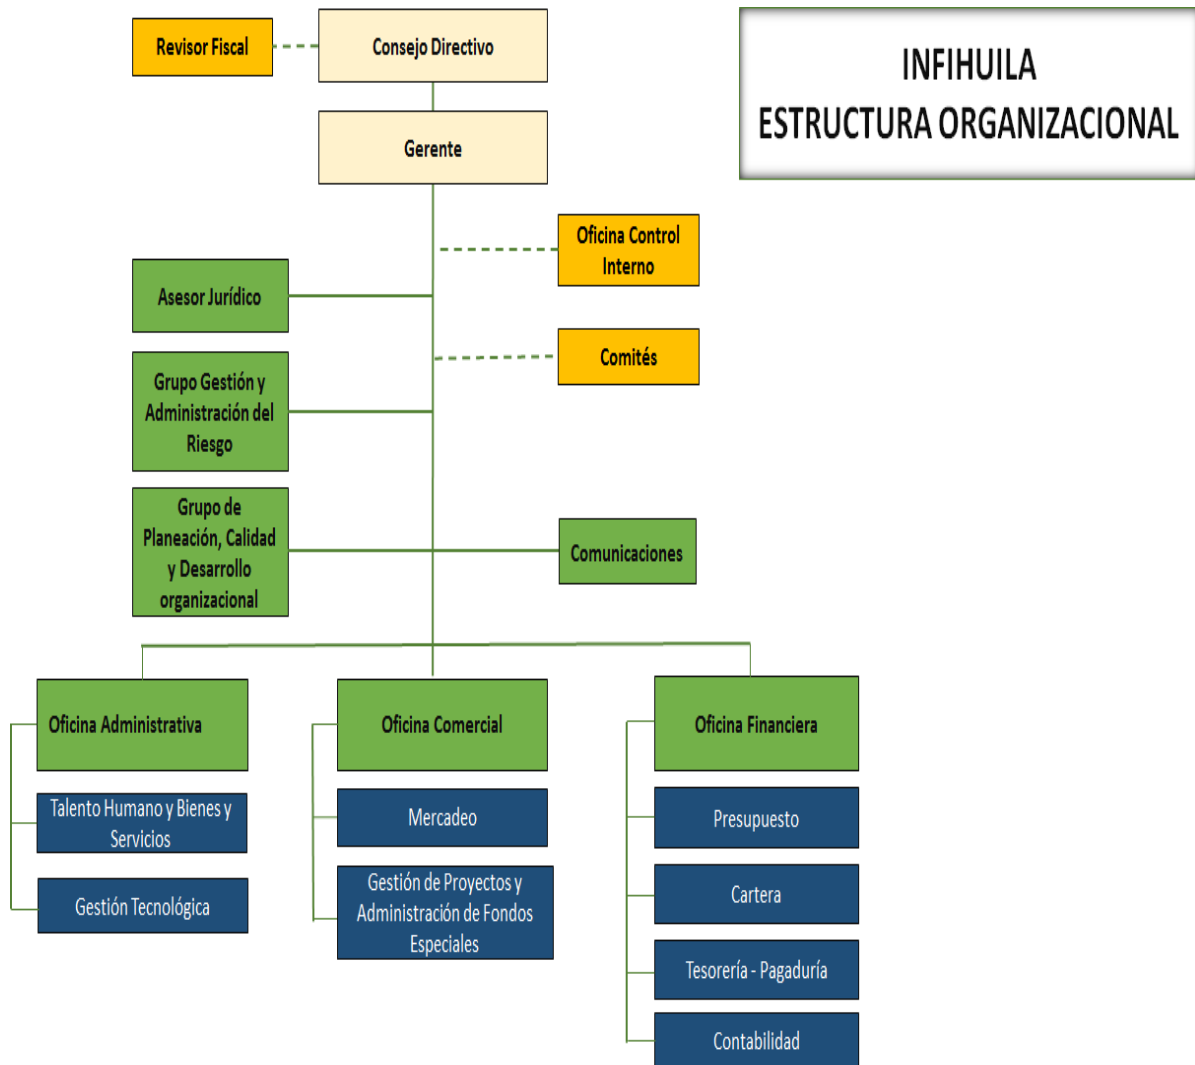 INFIHUILA
ESTRUCTURA ORGANIZACIONAL
Revisor Fiscal
Consejo Directivo
Gerente
Oficina Control
Interno
Asesor Jurídico
Comités
Grupo Gestión y
Administración del
Riesgo
Grupo de
Planeación, Calidad
y Desarrollo
organizacional
Comunicaciones
Oficina Administrativa
Talento Humano y Bienes y
Servicios
Gestión Tecnológica
Oficina Comercial
Mercadeo
Gestión de Proyectos y
Administración de Fondos
Especiales
Oficina Financiera
Presupuesto
Cartera
Tesorería - Pagaduría
Contabilidad